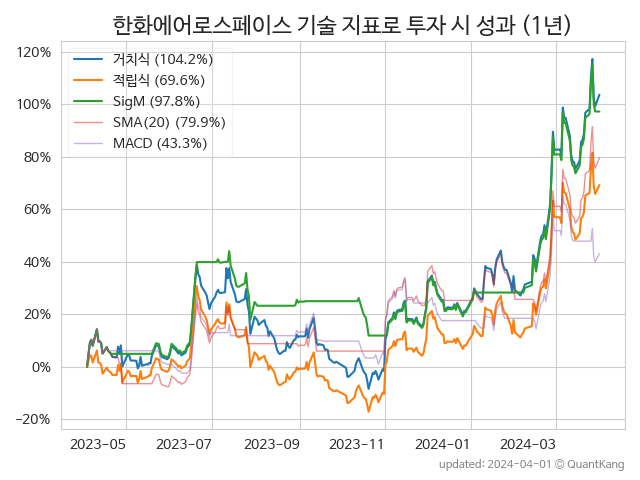 한화에어로스페이스 기술 지표로 투자 시 성과 (1년)
120%
100%
80%
60%
40%
20%
0%
−20%
거치식 (104.2%)
적립식 (69.6%)
SigM (97.8%)
SMA(20) (79.9%)
MACD (43.3%)
2023-05
2023-07
2023-09
2023-11
2024-01
2024-03
updated: 2024-04-01 © QuantKang